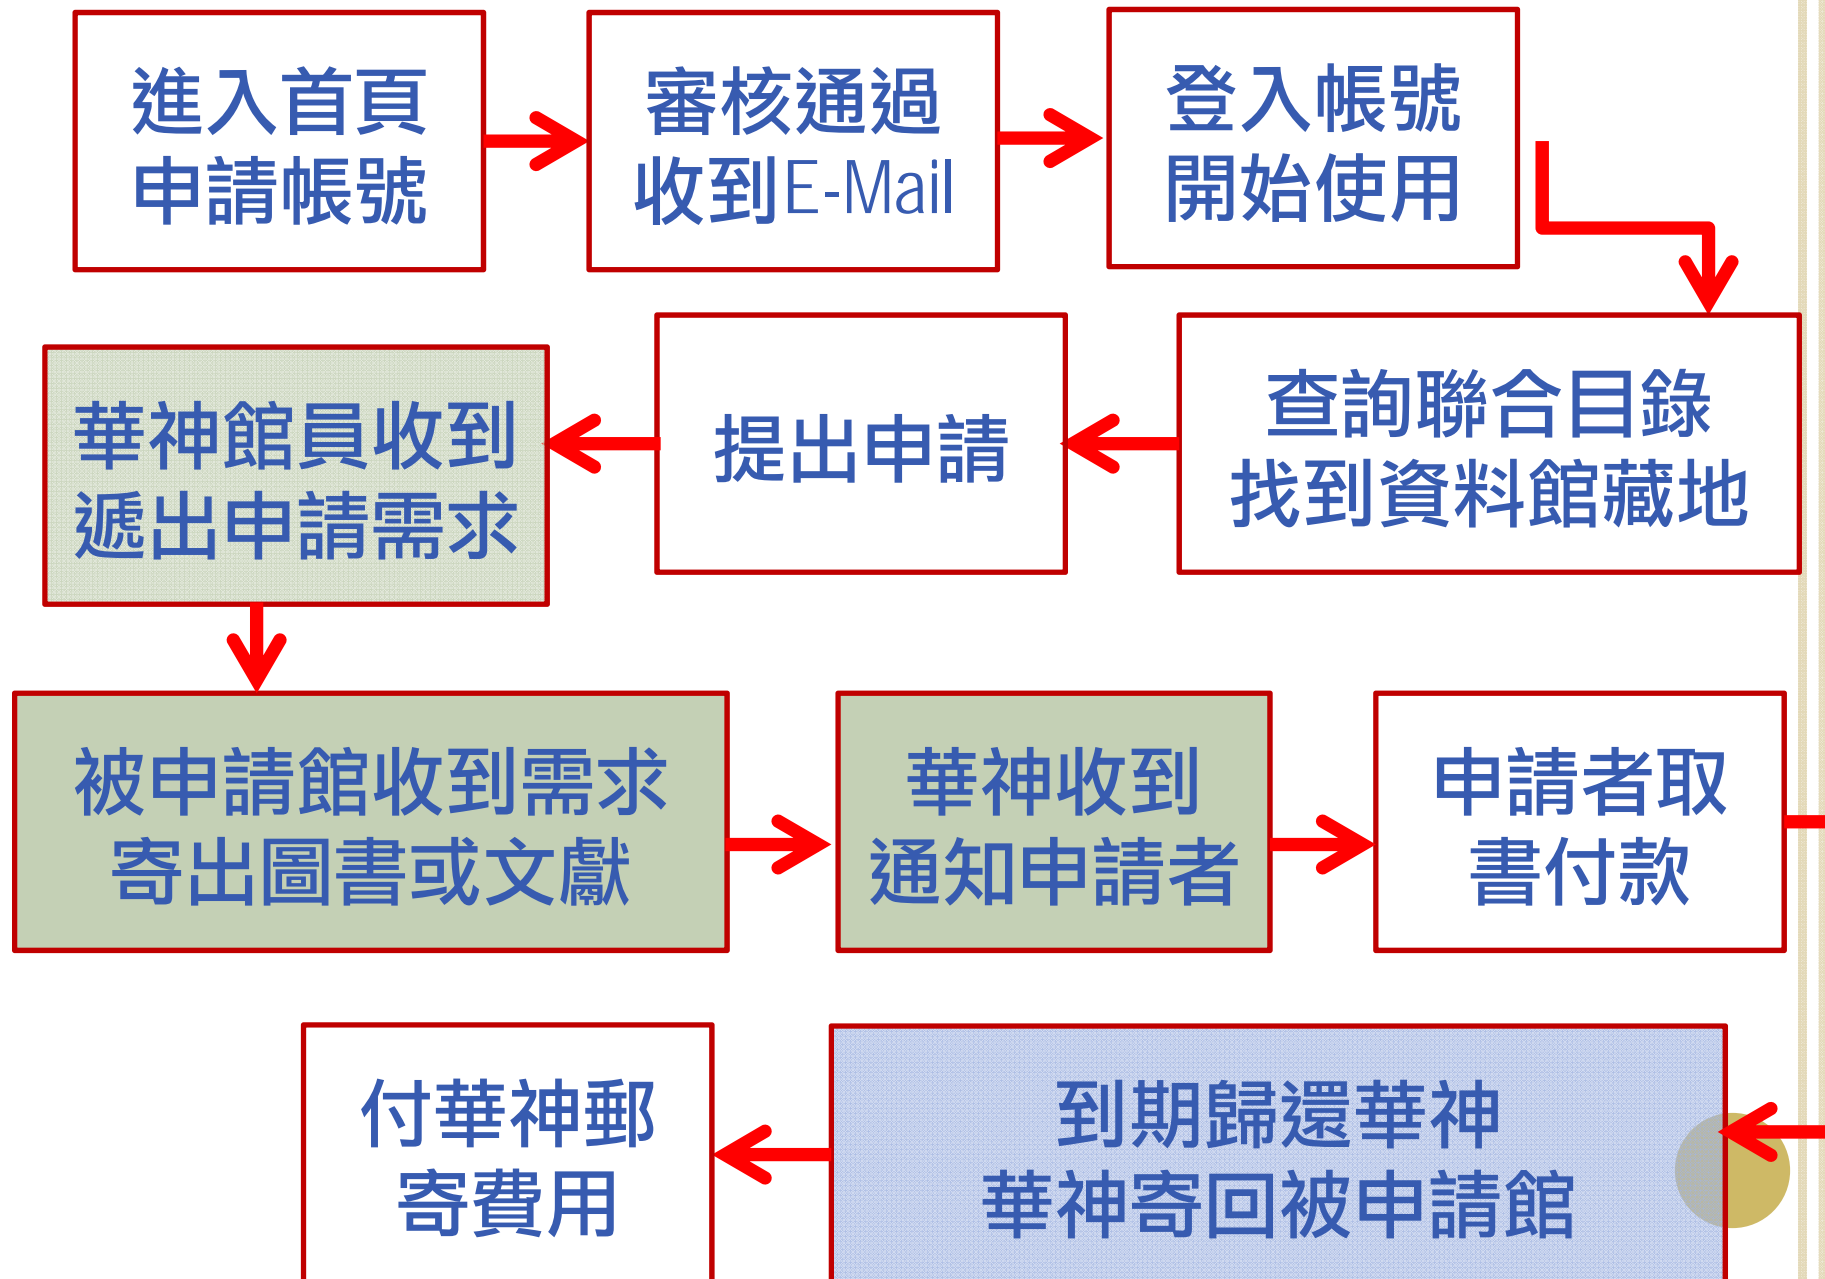 進入首頁
申請帳號
審核通過
收到E-Mail
登入帳號
開始使用
查詢聯合目錄
找到資料館藏地
提出申請
華神館員收到
遞出申請需求
被申請館收到需求
寄出圖書或文獻
華神收到
通知申請者
申請者取
書付款
到期歸還華神
華神寄回被申請館
付華神郵
寄費用